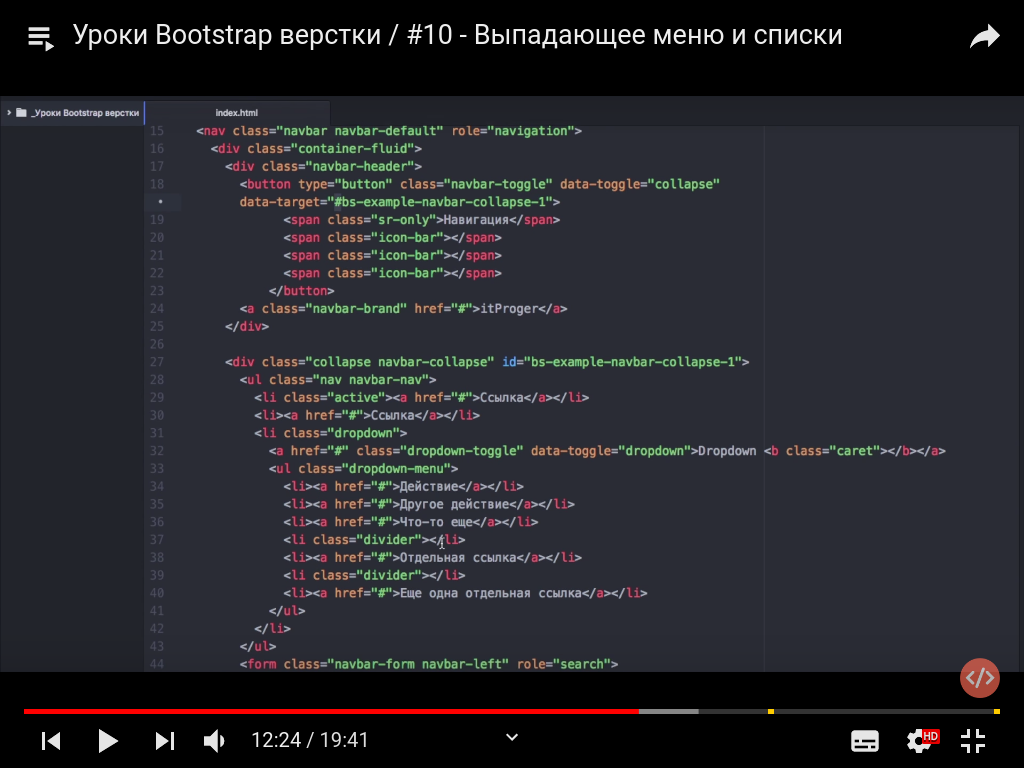 Уроки Bootstrap верстки / #10 - Выпадающее меню и списки
_Уроки Bootstrap верстки
index.html
15 <nav class="navbar navbar-default" role="navigation">
16 <div class="container-fluid">
17 <div class="navbar-header">
18 <button type="button" class="navbar-toggle" data-toggle="collapse"
• data-target="#bs-example-navbar-collapse-1">
19 <span class="sr-only">Навигация</span>
20 <span class="icon-bar"></span>
21 <span class="icon-bar"></span>
22 <span class="icon-bar"></span>
23 </button>
24 <a class="navbar-brand" href="#">itProger</a>
25 </div>
26
27 <div class="collapse navbar-collapse" id="bs-example-navbar-collapse-1">
28 <ul class="nav navbar-nav">
29 <li class="active"><a href="#">Ссылка</a></li>
30 <li><a href="#">Ссылка</a></li>
31 <li class="dropdown">
32 <a href="#" class="dropdown-toggle" data-toggle="dropdown">Dropdown <b class="caret"></b></a>
33 <ul class="dropdown-menu">
34 <li><a href="#">Действие</a></li>
35 <li><a href="#">Другое действие</a></li>
36 <li><a href="#">Что-то еще</a></li>
37 <li class="divider"></li>
38 <li><a href="#">Отдельная ссылка</a></li>
39 <li class="divider"></li>
40 <li><a href="#">Еще одна отдельная ссылка</a></li>
41 </ul>
42 </li>
43 </ul>
44 <form class="navbar-form navbar-left" role="search">
</>
12:24 / 19:41
HD